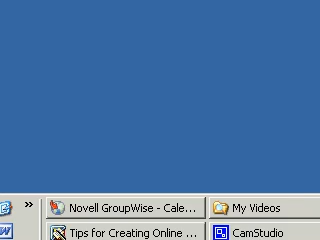 »
Novell GroupWise - Cale...
My Videos
Tips for Creating Online ...
CamStudio